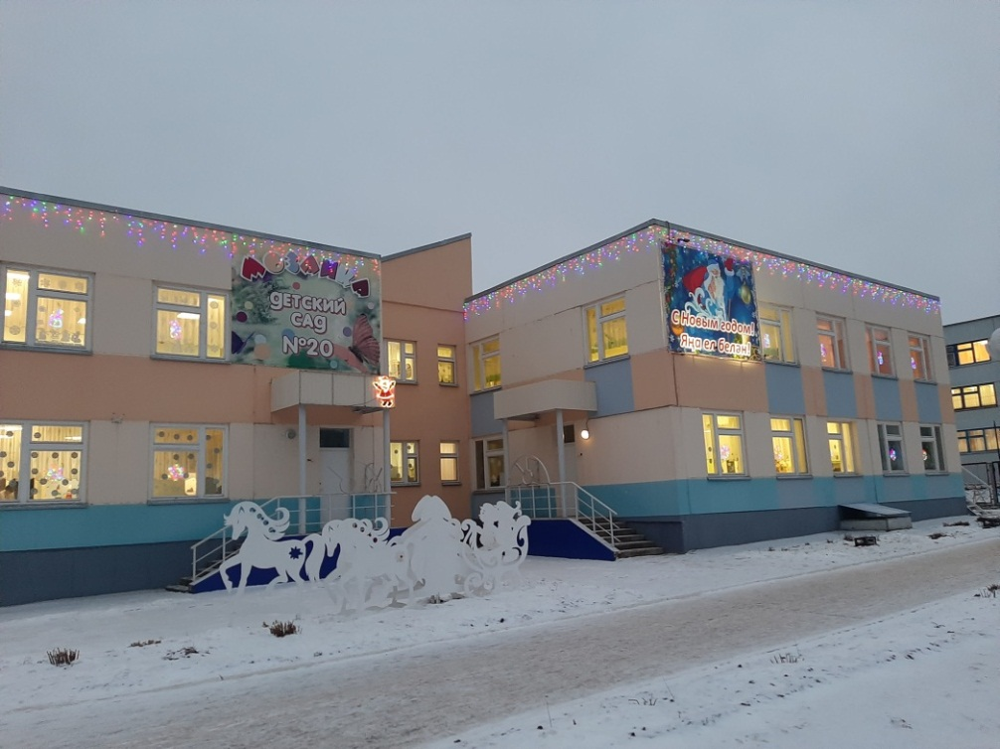 МОЗАИКА
ДЕТСКИЙ
САД
№20
С Новым годом!
Яңа ел белән!